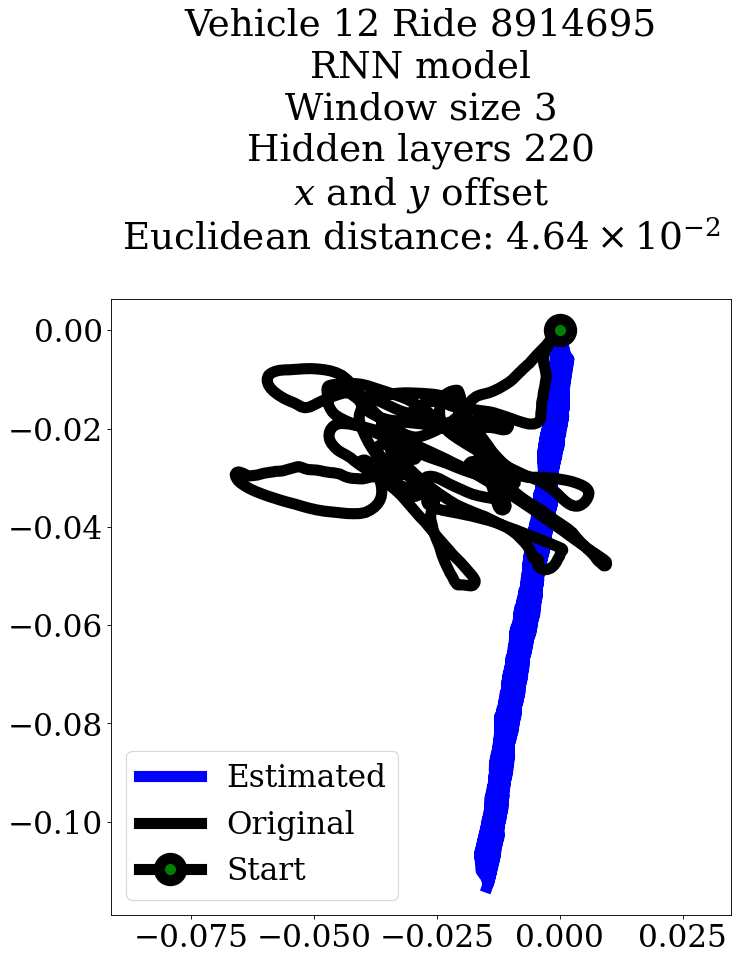 Vehicle 12 Ride 8914695
RNN model
Window size 3
Hidden layers 220
x and y offset
Euclidean distance: 4.64 × 10⁻²
0.00
−0.02
−0.04
−0.06
−0.08
−0.10
Estimated
Original
Start
−0.075 −0.050 −0.025 0.000 0.025